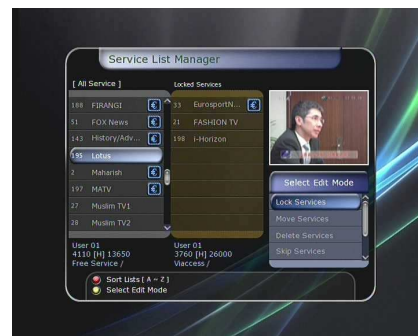 Service List Manager
[ All Service ]
Locked Services
188 FIRANGI €
51 FOX News €
143 History/Adv... €
195 Lotus
2 Maharish €
197 MATV €
27 Muslim TV1
28 Muslim TV2
33 EurosportN... €
21 FASHION TV
198 i-Horizon
User 01
4110 [H] 13650
Free Service /
User 01
3760 [H] 26000
Viaccess /
Select Edit Mode
Lock Services
Move Services
Delete Services
Skip Services
Sort Lists [ A ~ Z ]
Select Edit Mode